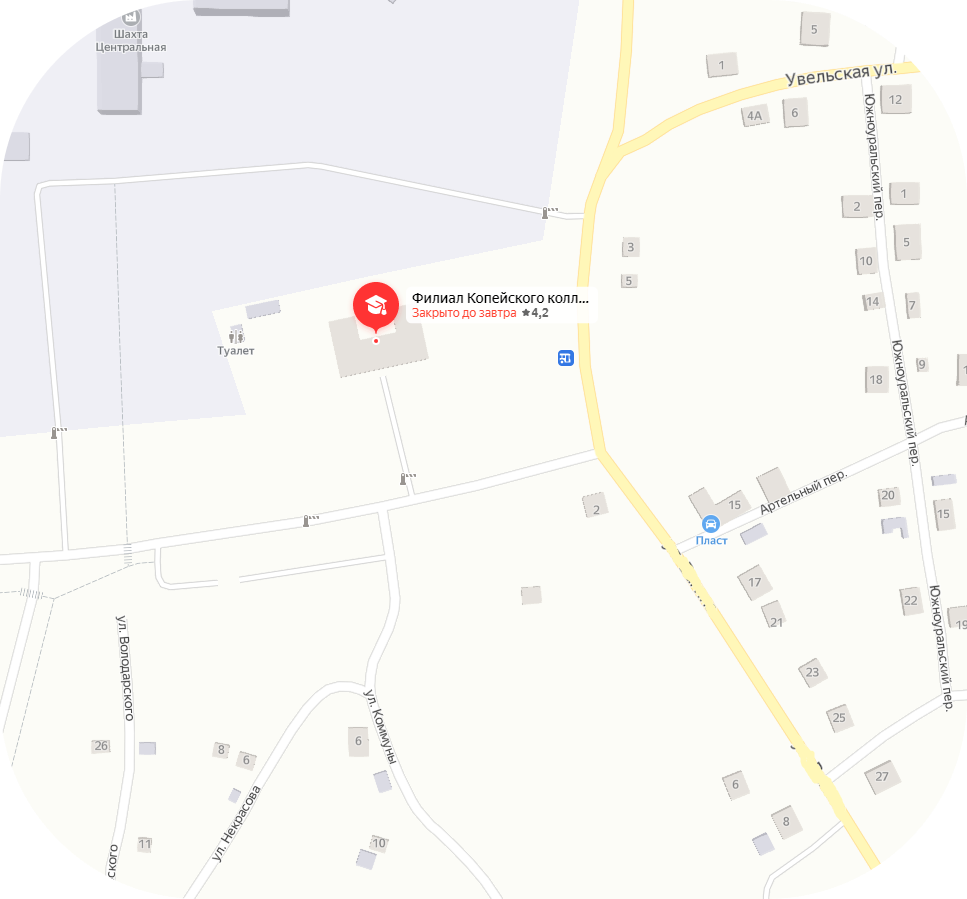 Шахта
Центральная
5
1
Увельская ул.
4А
6
12
Южноуральский пер.
1
2
3
5
10
5
14
7
Филиал Копейского колл...
Закрыто до завтра ★4,2
Туалет
18
9
Южноуральский пер.
2
15
Артельный пер.
Пласт
20
15
17
21
22
19
Южноуральский пер.
ул. Володарского
23
25
26
8
6
6
ул. Коммуны
27
6
8
ул. Некрасова
11
10
ского